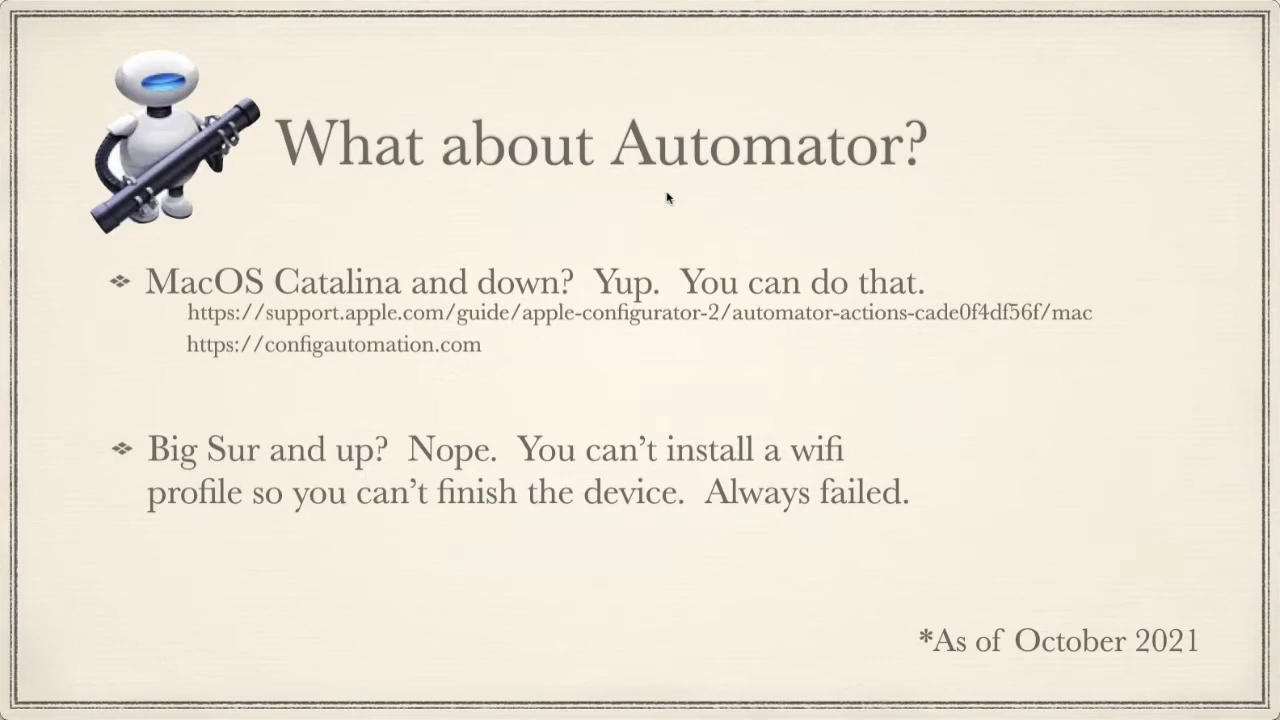 What about Automator?
MacOS Catalina and down?  Yup.  You can do that.
https://support.apple.com/guide/apple-configurator-2/automator-actions-cade0f4df56f/mac
https://configautomation.com
Big Sur and up?  Nope.  You can’t install a wifi
profile so you can’t finish the device.  Always failed.
*As of October 2021